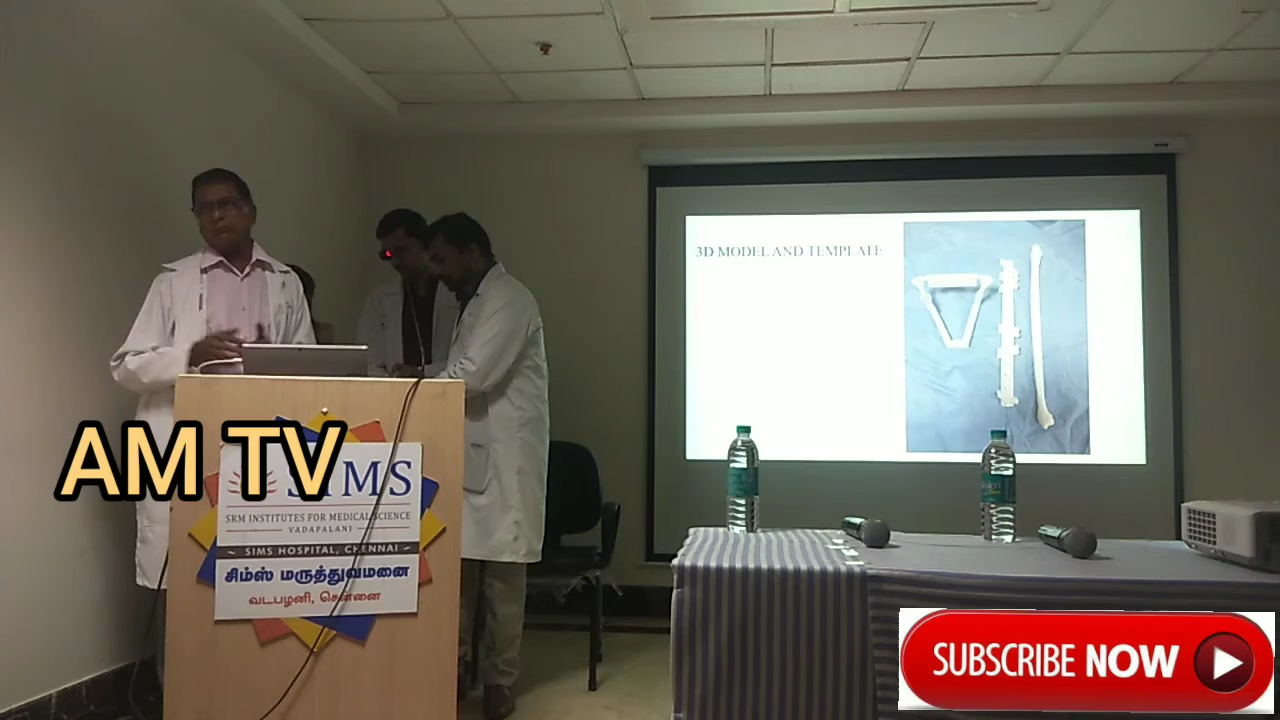 3D MODEL AND TEMPLATE
AM TV
SIMS
SRM INSTITUTES FOR MEDICAL SCIENCE
VADAPALANI
SIMS HOSPITAL, CHENNAI
சிம்ஸ் மருத்துவமனை
வடபழனி, சென்னை
SUBSCRIBE NOW